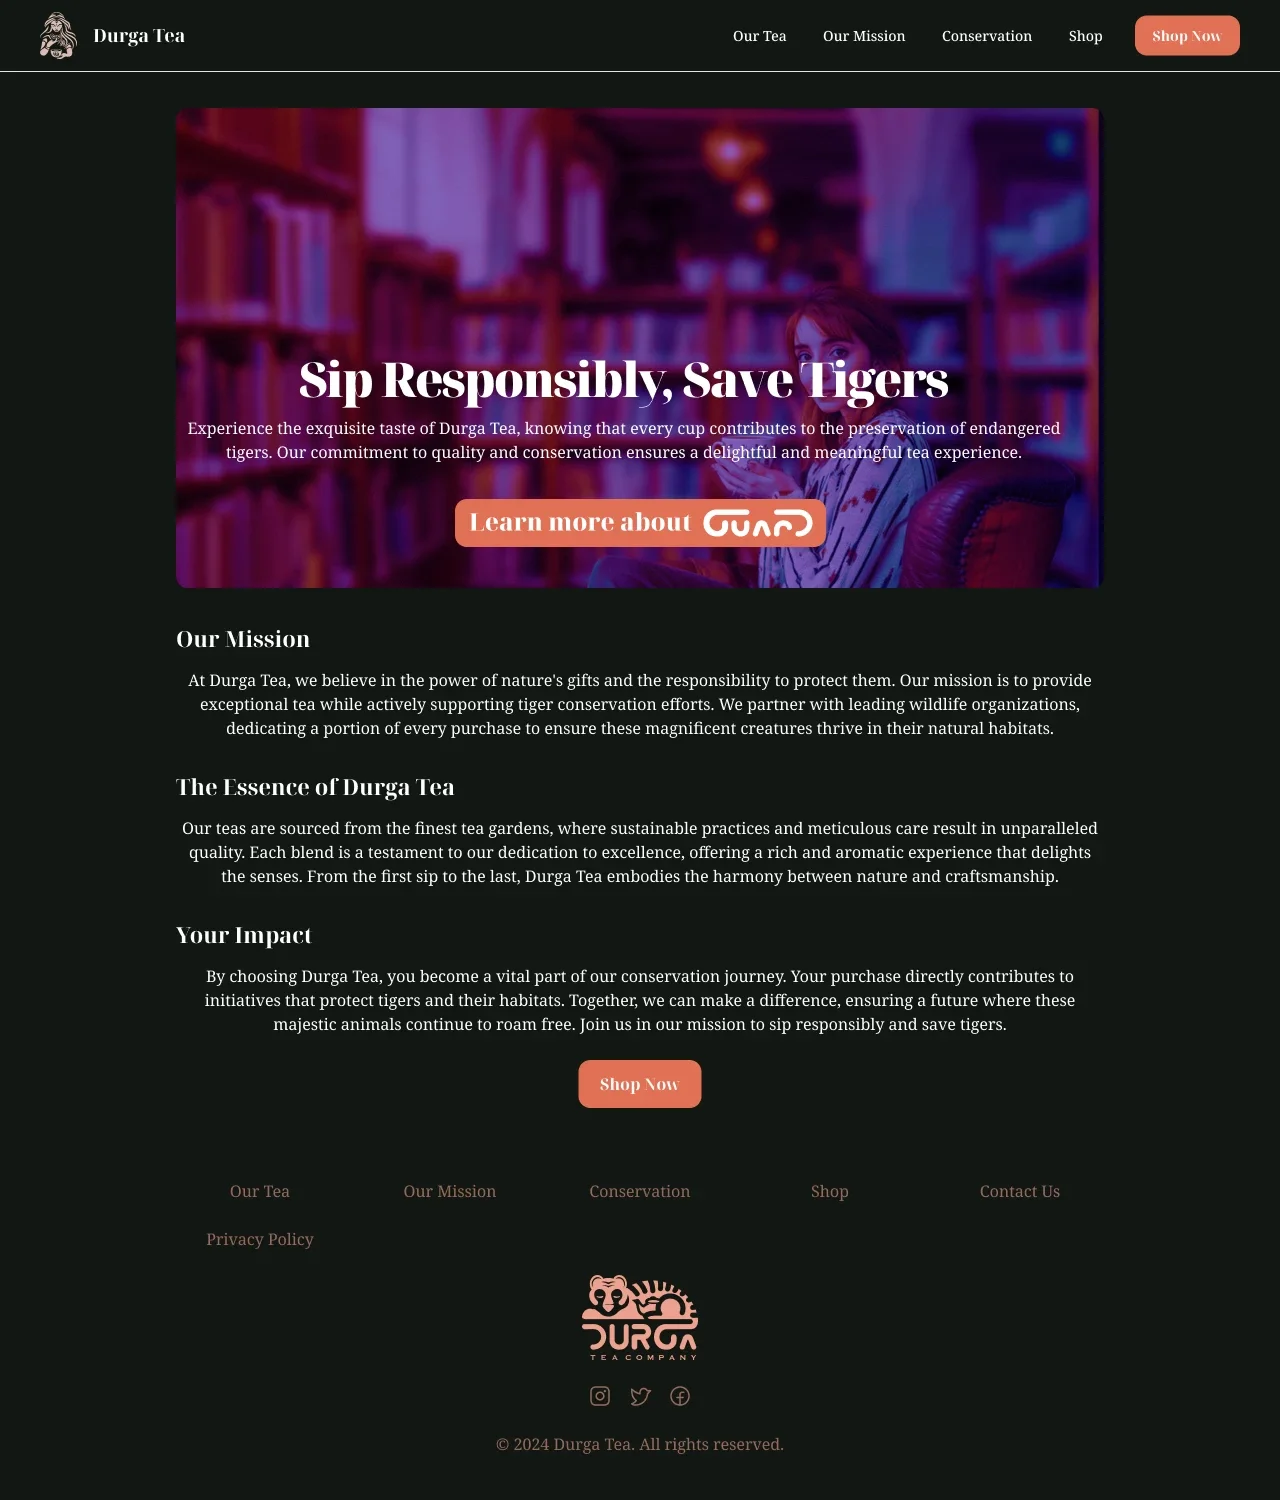 Durga Tea
Our Tea
Our Mission
Conservation
Shop
Shop Now
Sip Responsibly, Save Tigers
Experience the exquisite taste of Durga Tea, knowing that every cup contributes to the preservation of endangered
tigers. Our commitment to quality and conservation ensures a delightful and meaningful tea experience.
Learn more about GUARD
Our Mission
At Durga Tea, we believe in the power of nature's gifts and the responsibility to protect them. Our mission is to provide
exceptional tea while actively supporting tiger conservation efforts. We partner with leading wildlife organizations,
dedicating a portion of every purchase to ensure these magnificent creatures thrive in their natural habitats.
The Essence of Durga Tea
Our teas are sourced from the finest tea gardens, where sustainable practices and meticulous care result in unparalleled
quality. Each blend is a testament to our dedication to excellence, offering a rich and aromatic experience that delights
the senses. From the first sip to the last, Durga Tea embodies the harmony between nature and craftsmanship.
Your Impact
By choosing Durga Tea, you become a vital part of our conservation journey. Your purchase directly contributes to
initiatives that protect tigers and their habitats. Together, we can make a difference, ensuring a future where these
majestic animals continue to roam free. Join us in our mission to sip responsibly and save tigers.
Shop Now
Our Tea
Our Mission
Conservation
Shop
Contact Us
Privacy Policy
DURGA
TEA COMPANY
© 2024 Durga Tea. All rights reserved.